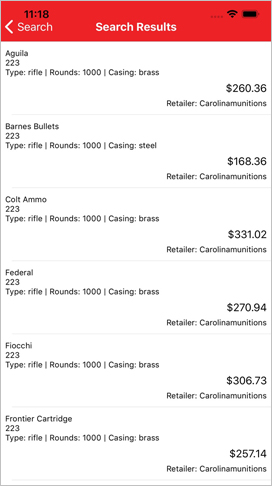 11:18
Search
Search Results
Aguila
223
Type: rifle | Rounds: 1000 | Casing: brass
$260.36
Retailer: Carolinamunitions
Barnes Bullets
223
Type: rifle | Rounds: 1000 | Casing: steel
$168.36
Retailer: Carolinamunitions
Colt Ammo
223
Type: rifle | Rounds: 1000 | Casing: brass
$331.02
Retailer: Carolinamunitions
Federal
223
Type: rifle | Rounds: 1000 | Casing: brass
$270.94
Retailer: Carolinamunitions
Fiocchi
223
Type: rifle | Rounds: 1000 | Casing: brass
$306.73
Retailer: Carolinamunitions
Frontier Cartridge
223
Type: rifle | Rounds: 1000 | Casing: brass
$257.14
Retailer: Carolinamunitions